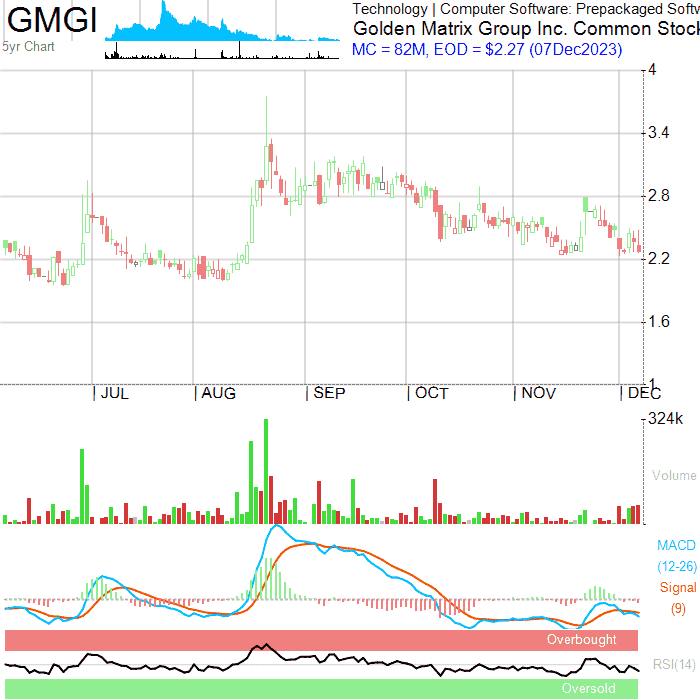 GMGI
5yr Chart
Technology | Computer Software: Prepackaged Softw
Golden Matrix Group Inc. Common Stock
MC = 82M, EOD = $2.27 (07Dec2023)
4
3.4
2.8
2.2
1.6
1
JUL
AUG
SEP
OCT
NOV
DEC
324k
Volume
MACD
(12-26)
Signal
(9)
Overbought
RSI(14)
Oversold